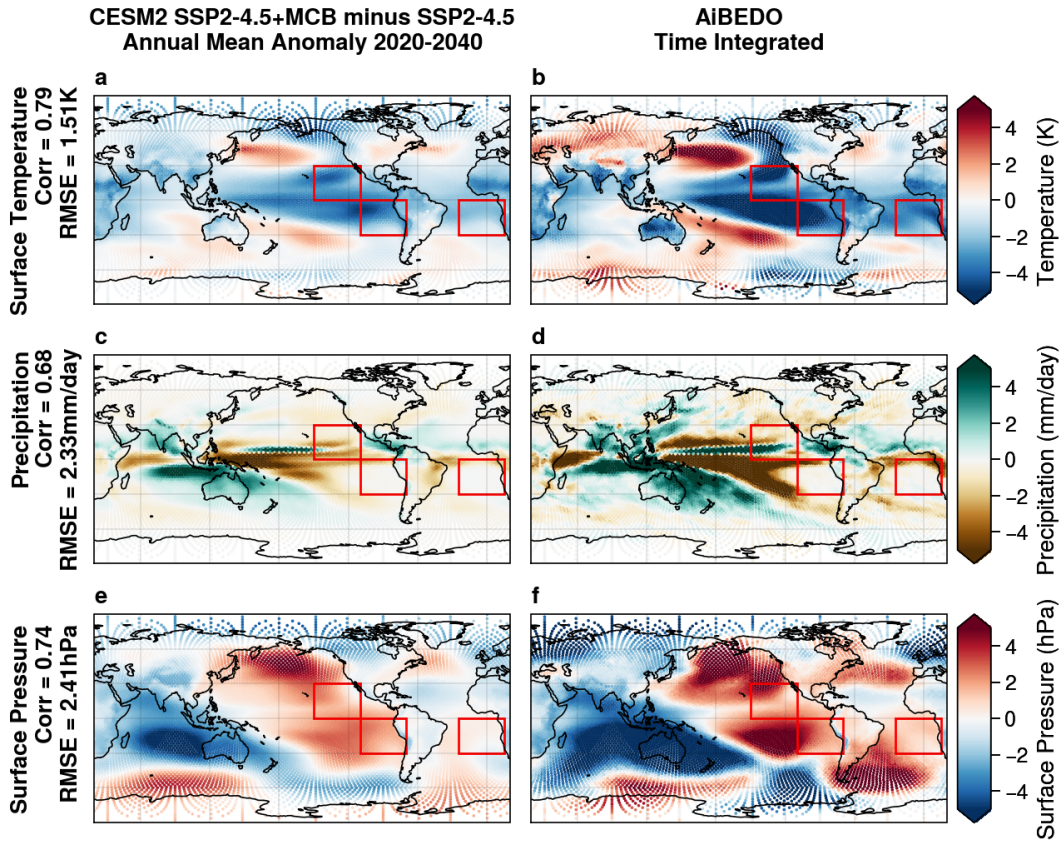 CESM2 SSP2-4.5+MCB minus SSP2-4.5
Annual Mean Anomaly 2020-2040
AiBEDO
Time Integrated
a
b
Surface Temperature
Corr = 0.79
RMSE = 1.51K
4
2
0
−2
−4
Temperature (K)
c
d
Precipitation
Corr = 0.68
RMSE = 2.33mm/day
4
2
0
−2
−4
Precipitation (mm/day)
e
f
Surface Pressure
Corr = 0.74
RMSE = 2.41hPa
4
2
0
−2
−4
Surface Pressure (hPa)